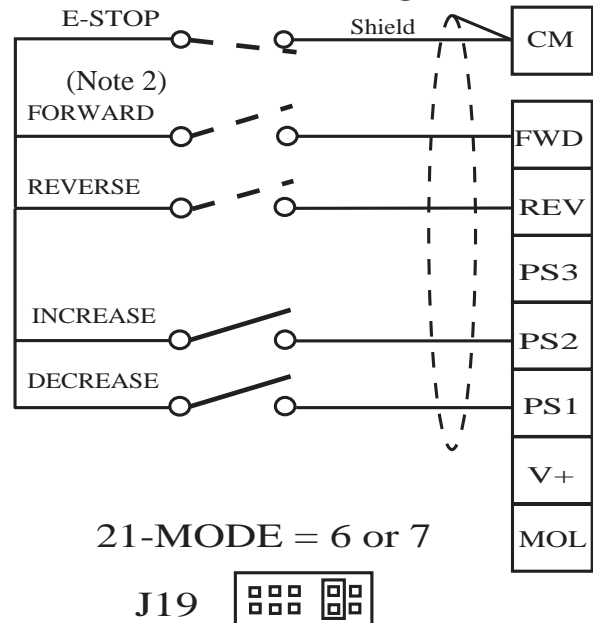 E-STOP
Shield
CM
(Note 2)
FORWARD
FWD
REVERSE
REV
PS3
INCREASE
PS2
DECREASE
PS1
V+
21-MODE = 6 or 7
MOL
J19